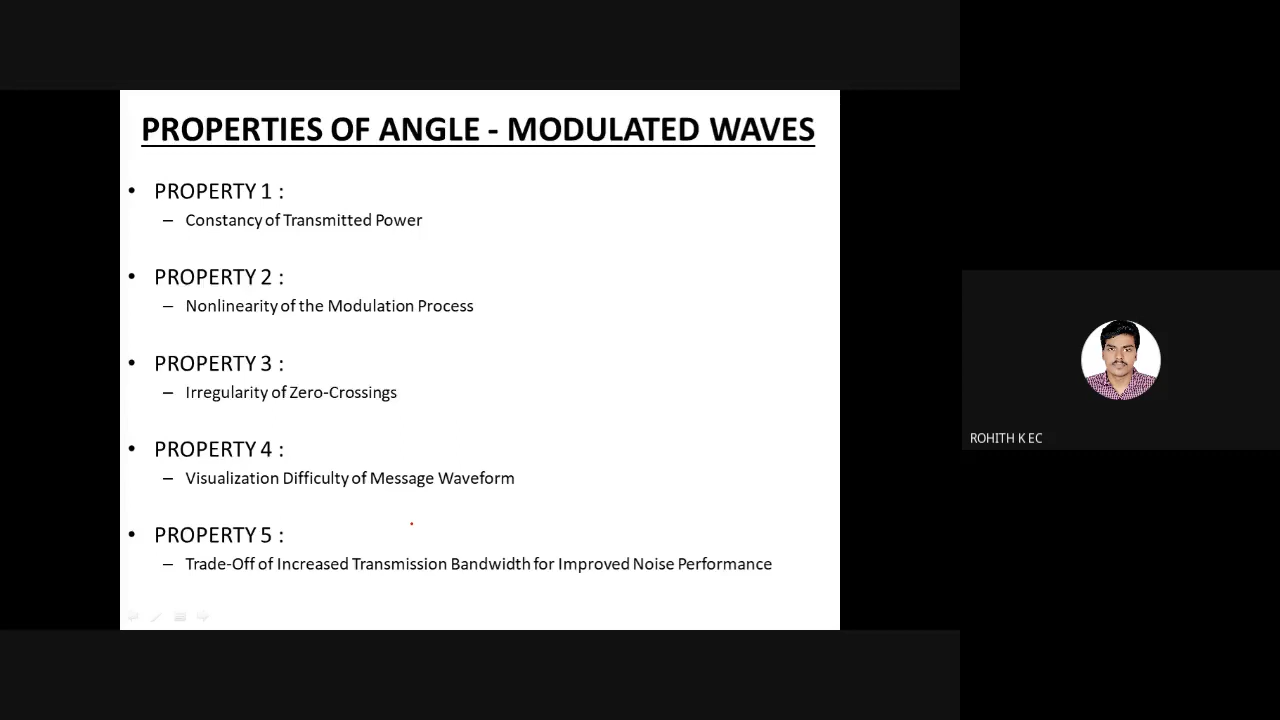 PROPERTIES OF ANGLE - MODULATED WAVES
• PROPERTY 1 :
– Constancy of Transmitted Power
• PROPERTY 2 :
– Nonlinearity of the Modulation Process
• PROPERTY 3 :
– Irregularity of Zero-Crossings
• PROPERTY 4 :
– Visualization Difficulty of Message Waveform
• PROPERTY 5 :
– Trade-Off of Increased Transmission Bandwidth for Improved Noise Performance
ROHITH K EC